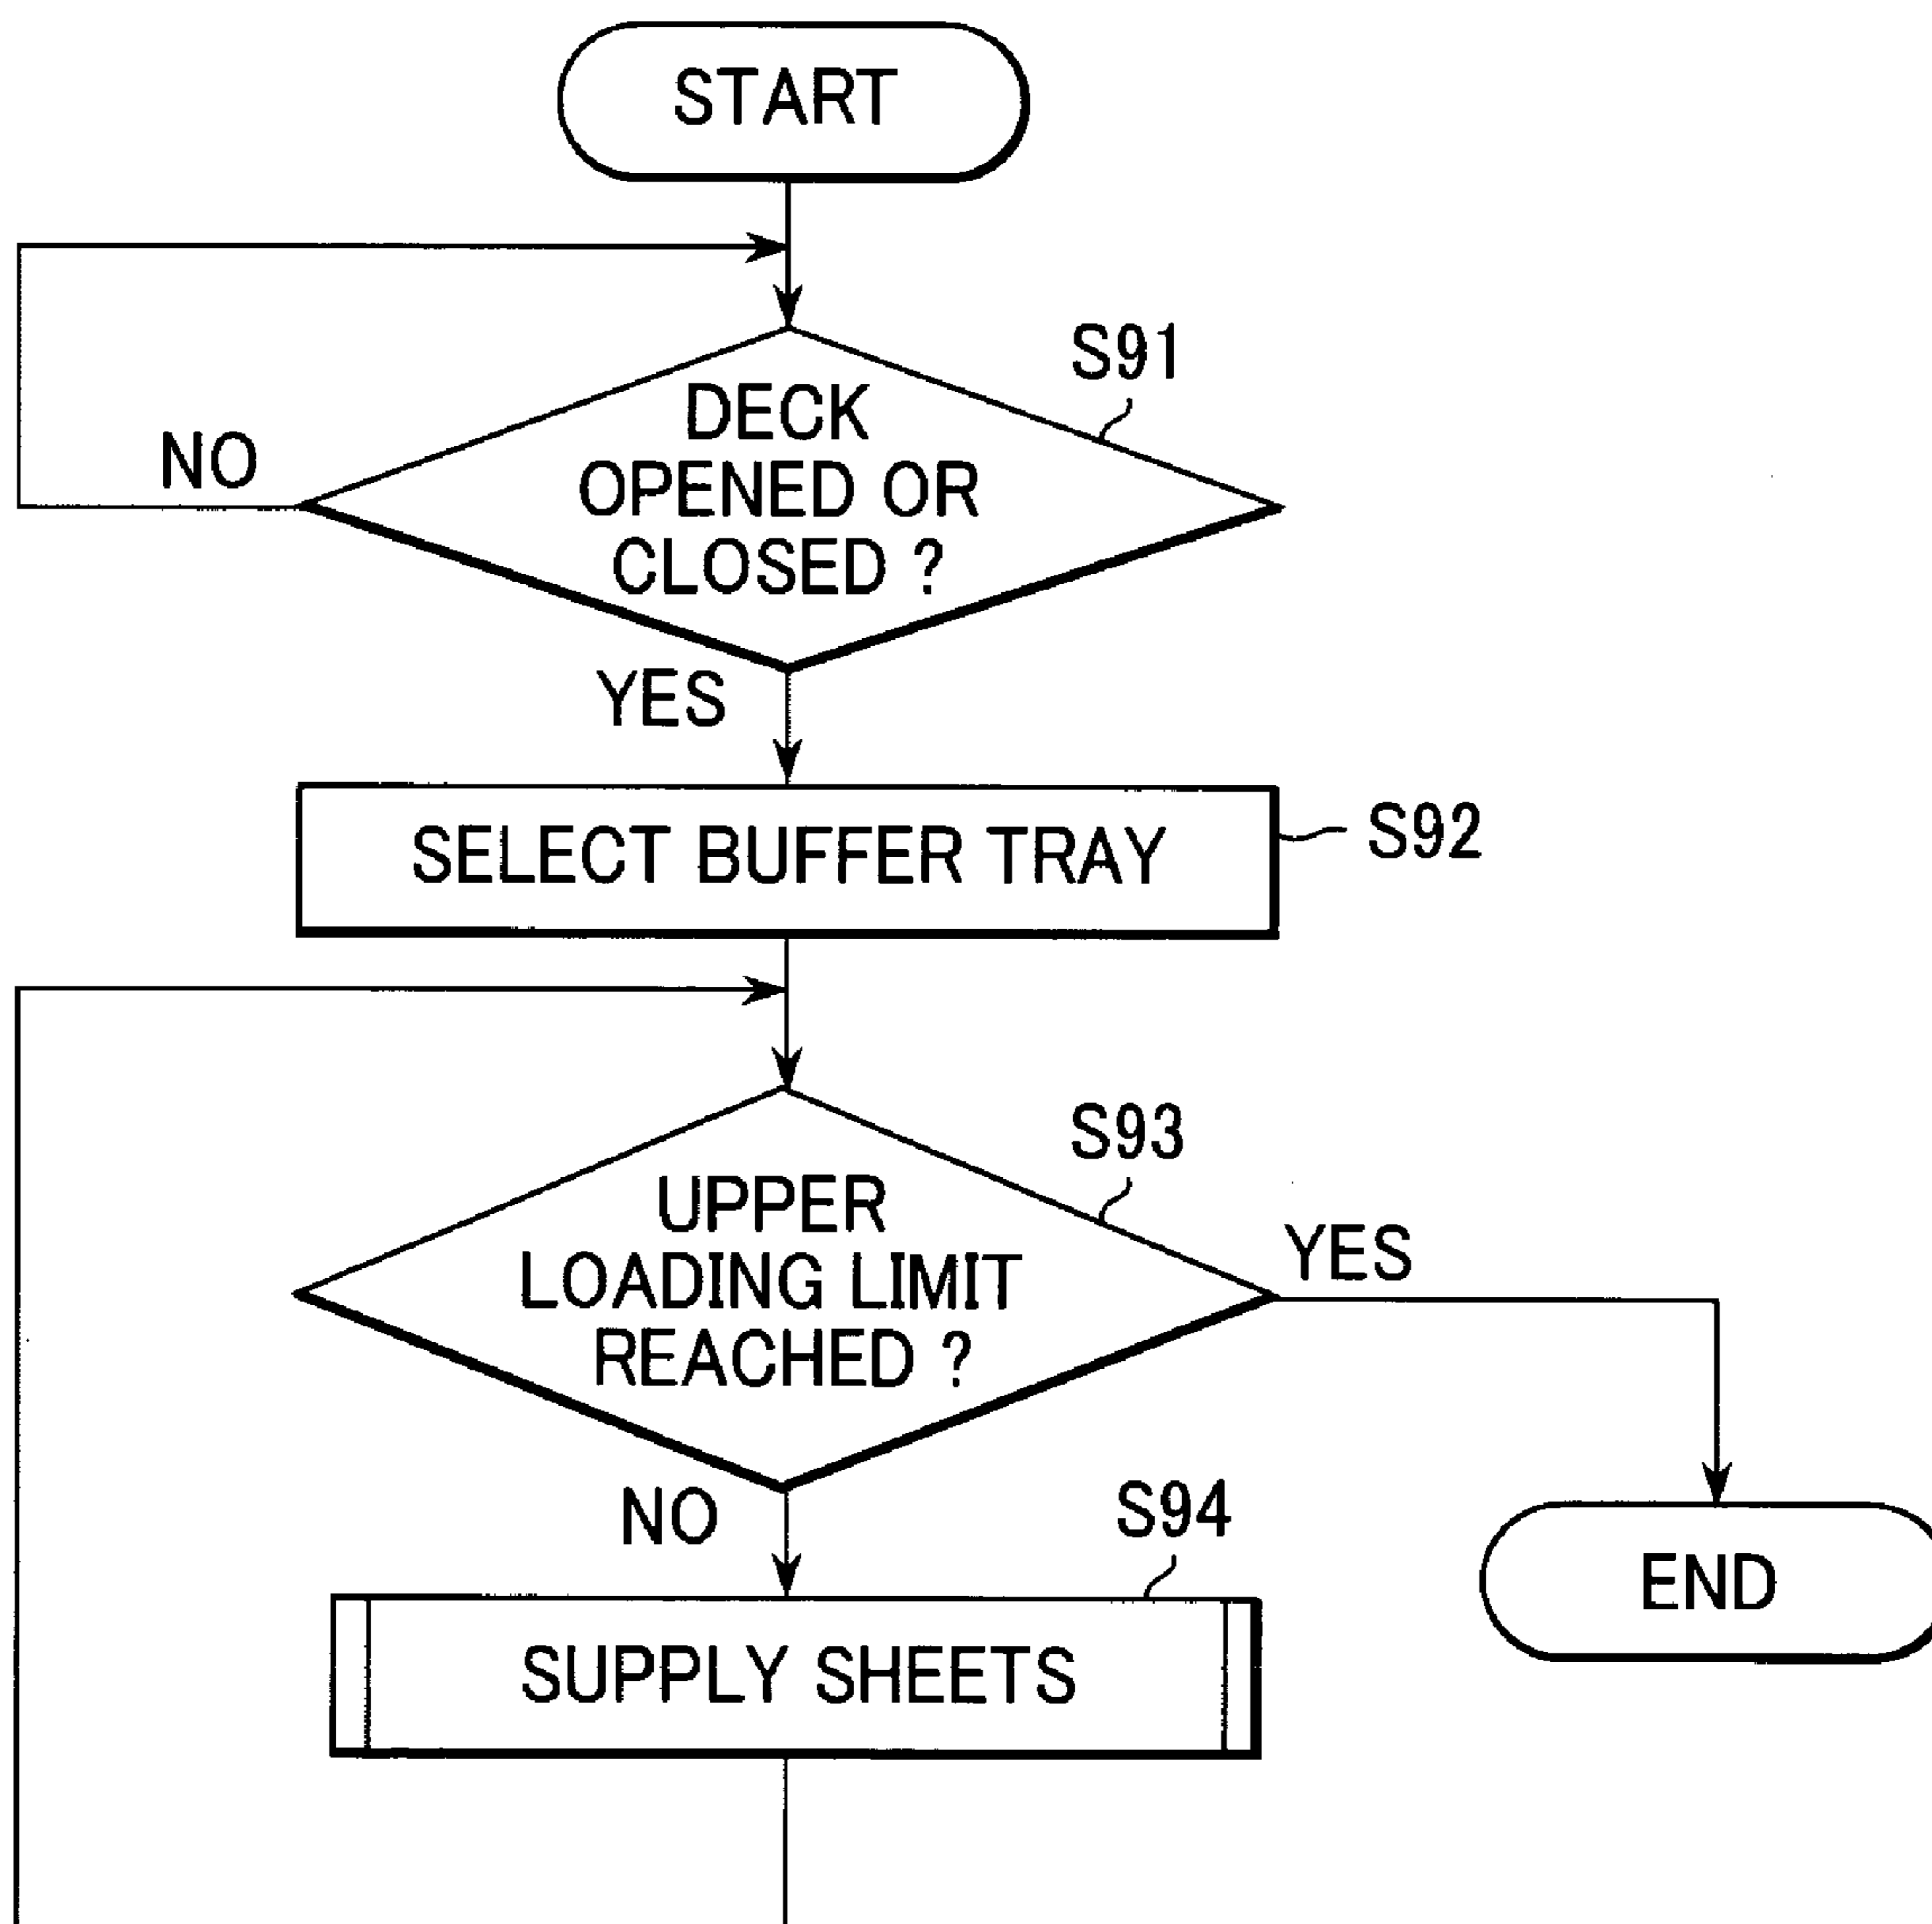 START
S91
DECK
OPENED OR
CLOSED ?
NO
YES
SELECT BUFFER TRAY
S92
S93
UPPER
LOADING LIMIT
REACHED ?
YES
NO
S94
SUPPLY SHEETS
END